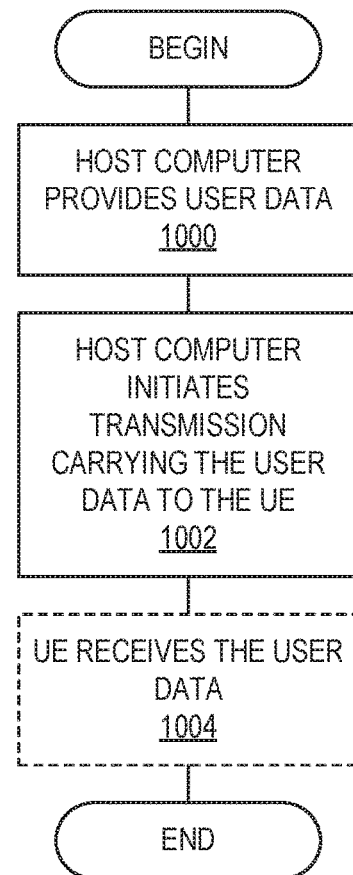 BEGIN
HOST COMPUTER
PROVIDES USER DATA
1000
HOST COMPUTER
INITIATES
TRANSMISSION
CARRYING THE USER
DATA TO THE UE
1002
UE RECEIVES THE USER
DATA
1004
END